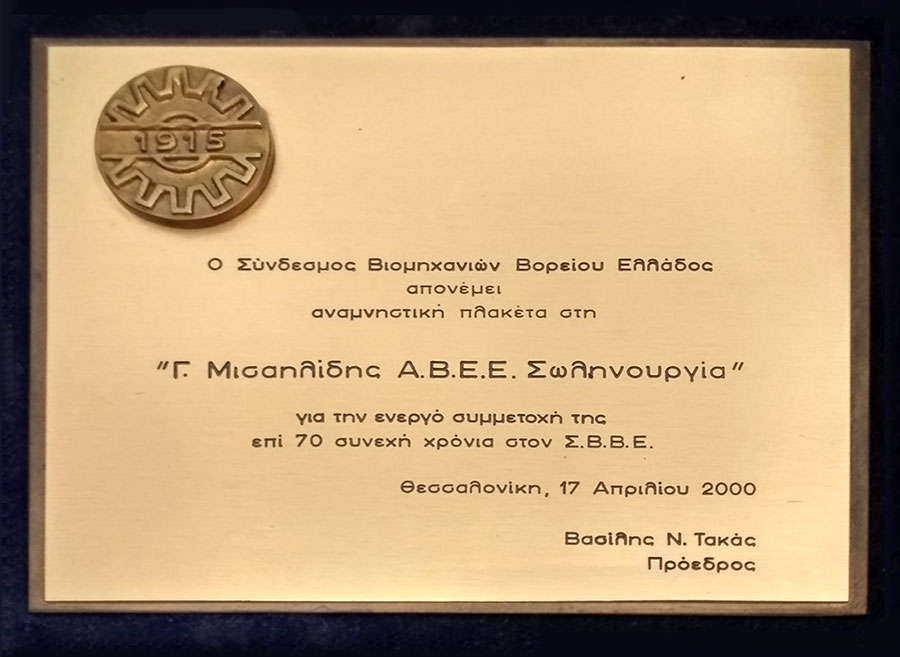 1915
Ο Σύνδεσμος Βιομηχανιών Βορείου Ελλάδος
απονέμει
αναμνηστική πλακέτα στη
"Γ. Μισαηλίδης Α.Β.Ε.Ε. Σωληνουργία"
για την ενεργό συμμετοχή της
επί 70 συνεχή χρόνια στον Σ.Β.Β.Ε.
Θεσσαλονίκη, 17 Απριλίου 2000
Βασίλης Ν. Τακάς
Πρόεδρος